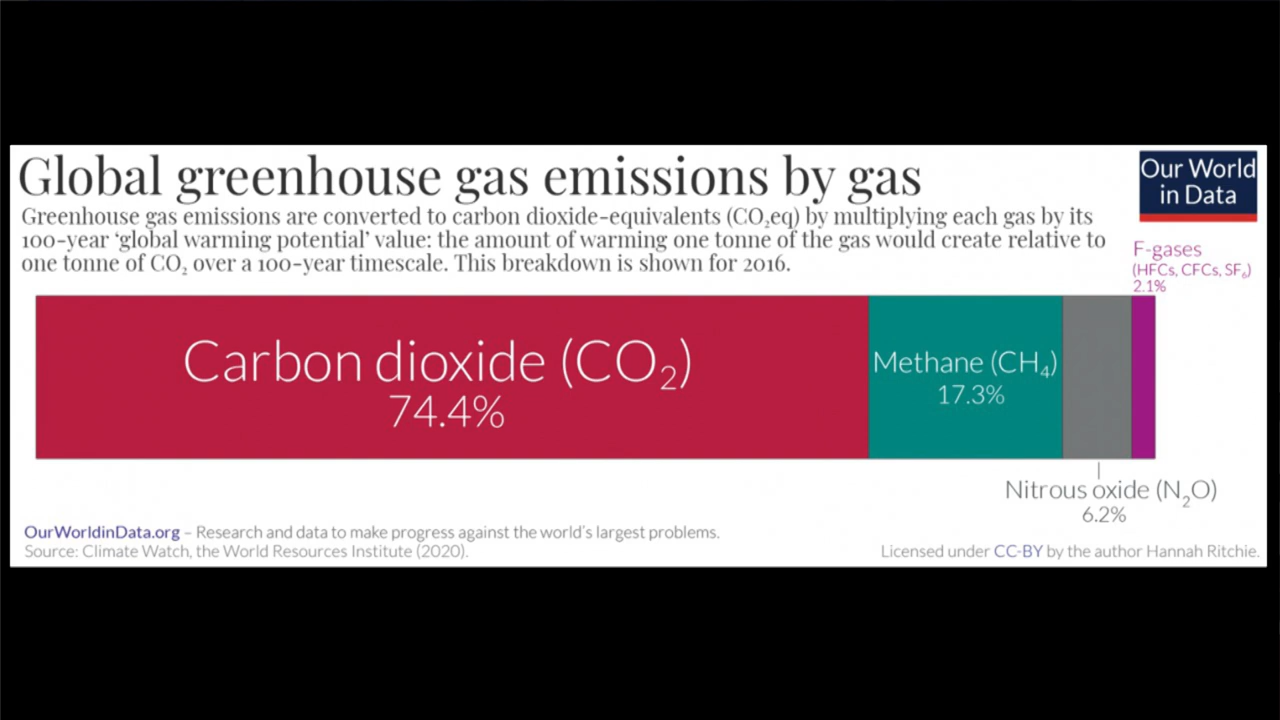 Global greenhouse gas emissions by gas
Our World
in Data
Greenhouse gas emissions are converted to carbon dioxide-equivalents (CO₂eq) by multiplying each gas by its
100-year ‘global warming potential’ value: the amount of warming one tonne of the gas would create relative to
one tonne of CO₂ over a 100-year timescale. This breakdown is shown for 2016.
F-gases
(HFCs, CFCs, SF₆)
2.1%
Carbon dioxide (CO₂)
74.4%
Methane (CH₄)
17.3%
Nitrous oxide (N₂O)
6.2%
OurWorldinData.org – Research and data to make progress against the world’s largest problems.
Source: Climate Watch, the World Resources Institute (2020).
Licensed under CC-BY by the author Hannah Ritchie.